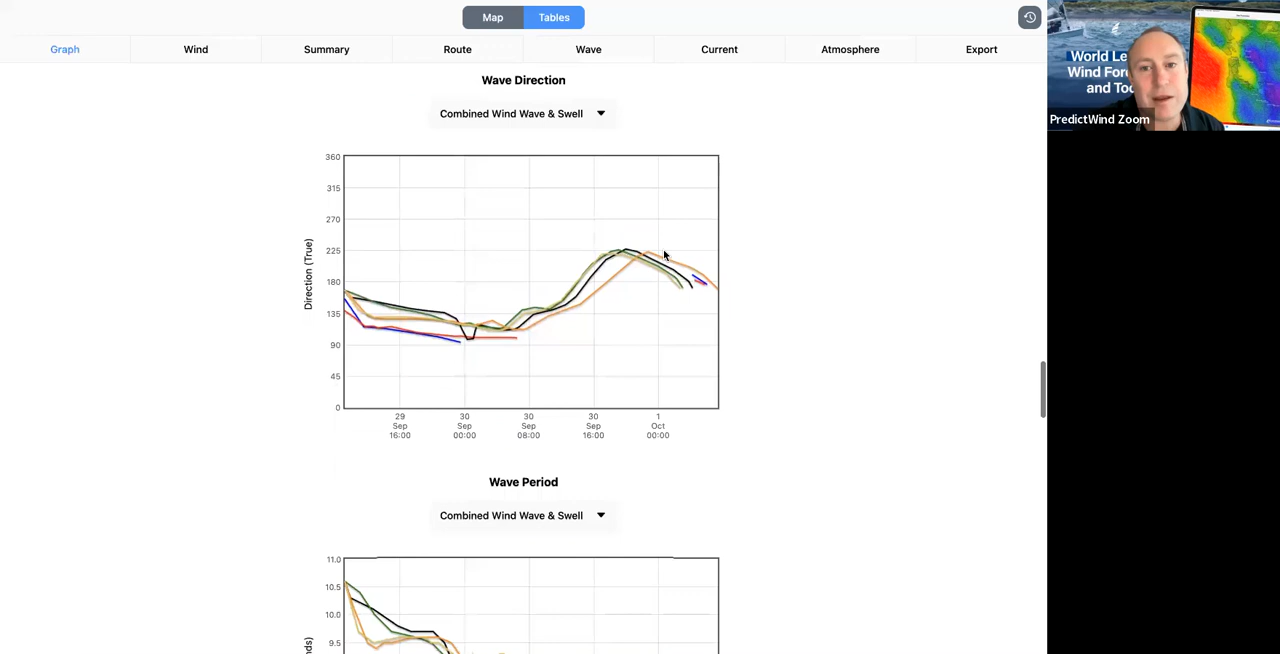 Map
Tables
Graph
Wind
Summary
Route
Wave
Current
Atmosphere
Export
World Le
Wind For
and Too
PredictWind Zoom
Wave Direction
Combined Wind Wave & Swell
Direction (True)
360
315
270
225
180
135
90
45
0
29
Sep
16:00
30
Sep
00:00
30
Sep
08:00
30
Sep
16:00
1
Oct
00:00
Wave Period
Combined Wind Wave & Swell
11.0
10.5
10.0
9.5
nds)